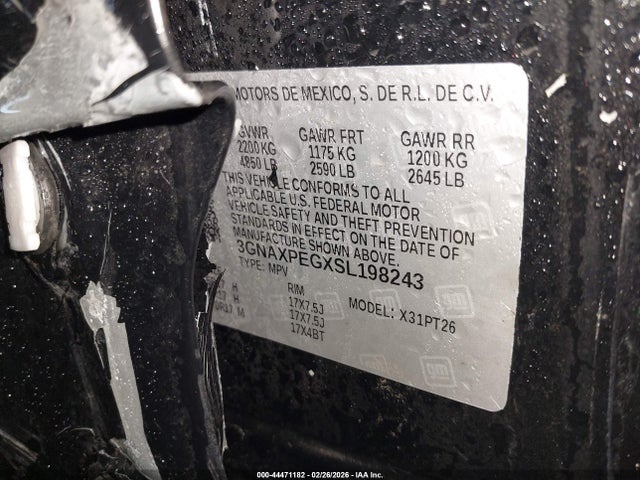 MOTORS DE MEXICO, S. DE R.L. DE C.V.
GVWR GAWR FRT GAWR RR
2200 KG 1175 KG 1200 KG
4850 LB 2590 LB 2645 LB
THIS VEHICLE CONFORMS TO ALL
APPLICABLE U.S. FEDERAL MOTOR
VEHICLE SAFETY AND THEFT PREVENTION
STANDARDS IN EFFECT ON THE DATE OF
MANUFACTURE SHOWN ABOVE.
3GNAXPEGXSL198243
TYPE: MPV
H RIM
H 17X7.5J MODEL: X31PT26
M 17X7.5J
17X4BT
gm
000-44471182 - 02/26/2026 - IAA Inc.